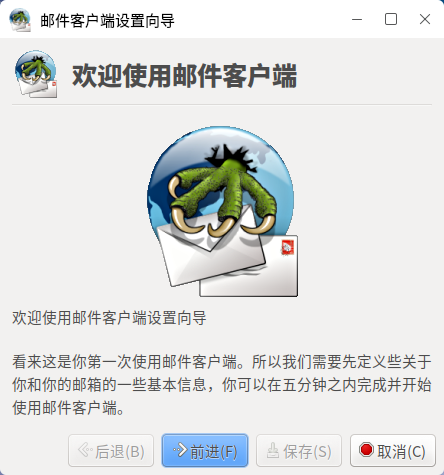 邮件客户端设置向导
欢迎使用邮件客户端
欢迎使用邮件客户端设置向导
看来这是你第一次使用邮件客户端。所以我们需要先定义些关于
你和你的邮箱的一些基本信息，你可以在五分钟之内完成并开始
使用邮件客户端。
后退(B) 前进(F) 保存(S) 取消(C)